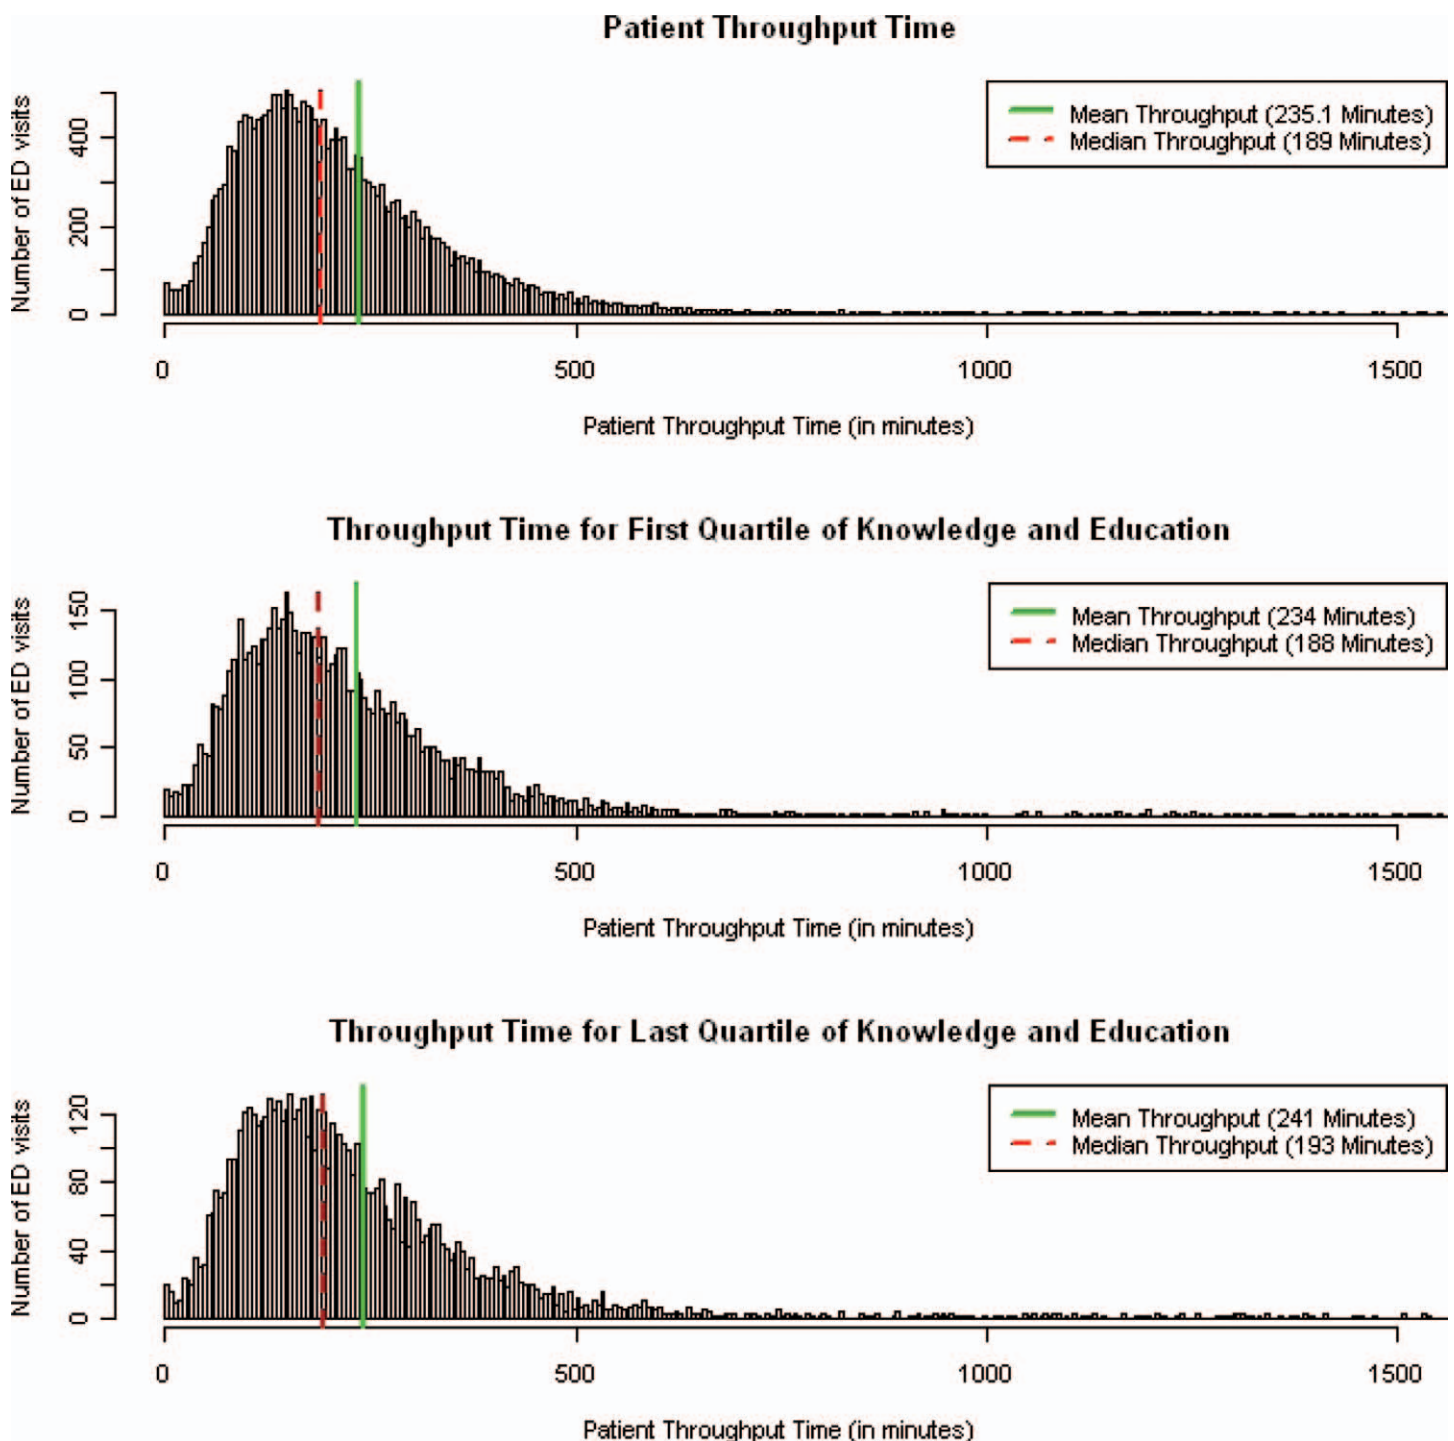 Patient Throughput Time
Number of ED visits
0
200
400
Mean Throughput (235.1 Minutes)
Median Throughput (189 Minutes)
0 500 1000 1500
Patient Throughput Time (in minutes)
Throughput Time for First Quartile of Knowledge and Education
Number of ED visits
0
50
100
150
Mean Throughput (234 Minutes)
Median Throughput (188 Minutes)
0 500 1000 1500
Patient Throughput Time (in minutes)
Throughput Time for Last Quartile of Knowledge and Education
Number of ED visits
0
40
80
120
Mean Throughput (241 Minutes)
Median Throughput (193 Minutes)
0 500 1000 1500
Patient Throughput Time (in minutes)